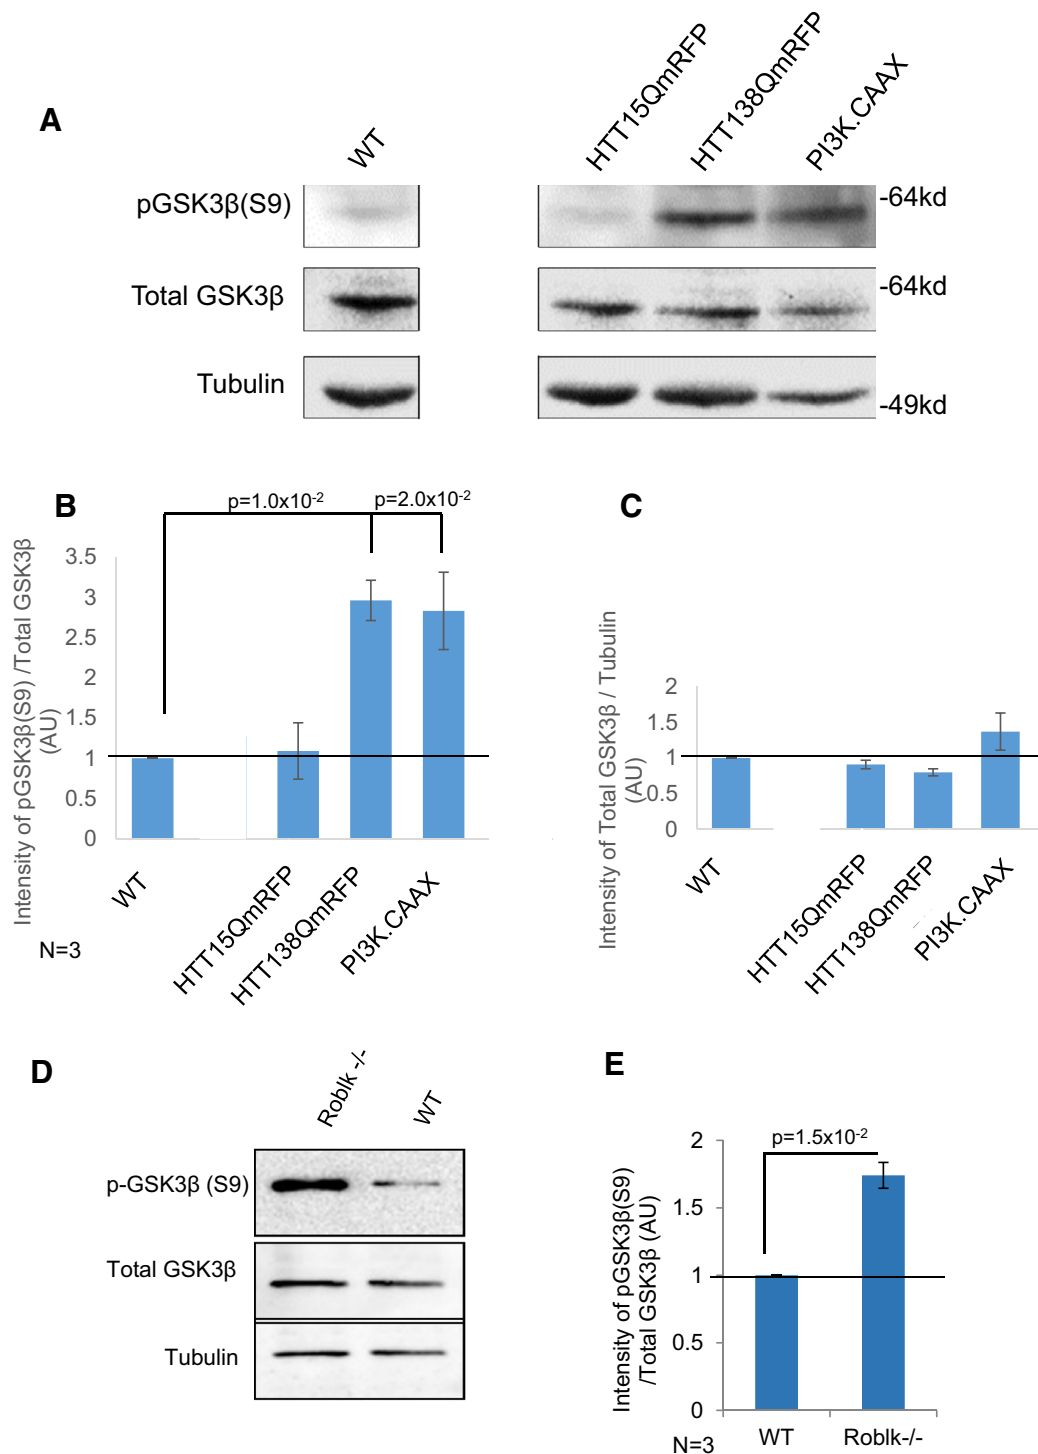 A
WT
HTT15QmRFP
HTT138QmRFP
PI3K.CAAX
pGSK3β(S9)
-64kd
Total GSK3β
-64kd
Tubulin
-49kd
B
p=1.0x10-2
p=2.0x10-2
Intensity of pGSK3β(S9) /Total GSK3β
(AU)
3.5
3
2.5
2
1.5
1
0.5
0
WT
HTT15QmRFP
HTT138QmRFP
PI3K.CAAX
N=3
C
Intensity of Total GSK3β / Tubulin
(AU)
2
1.5
1
0.5
0
WT
HTT15QmRFP
HTT138QmRFP
PI3K.CAAX
D
Roblk -/-
WT
p-GSK3β (S9)
Total GSK3β
Tubulin
E
p=1.5x10-2
Intensity of pGSK3β(S9)
/Total GSK3β (AU)
2
1.5
1
0.5
0
WT
Roblk-/-
N=3